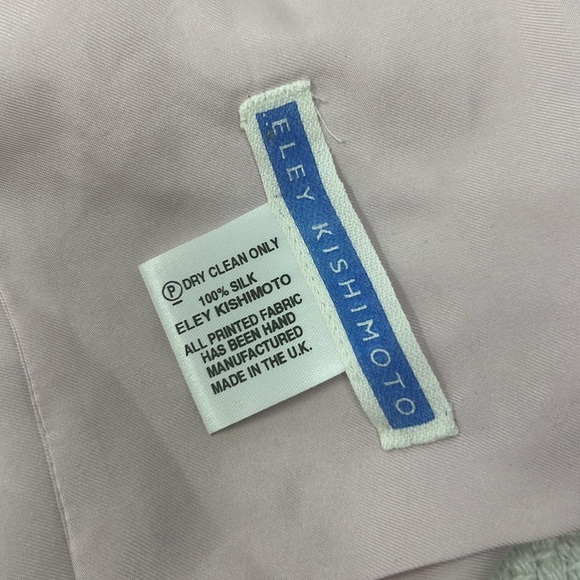 ELEY KISHIMOTO
P DRY CLEAN ONLY
100% SILK
ELEY KISHIMOTO
ALL PRINTED FABRIC
HAS BEEN HAND
MANUFACTURED
MADE IN THE U.K.